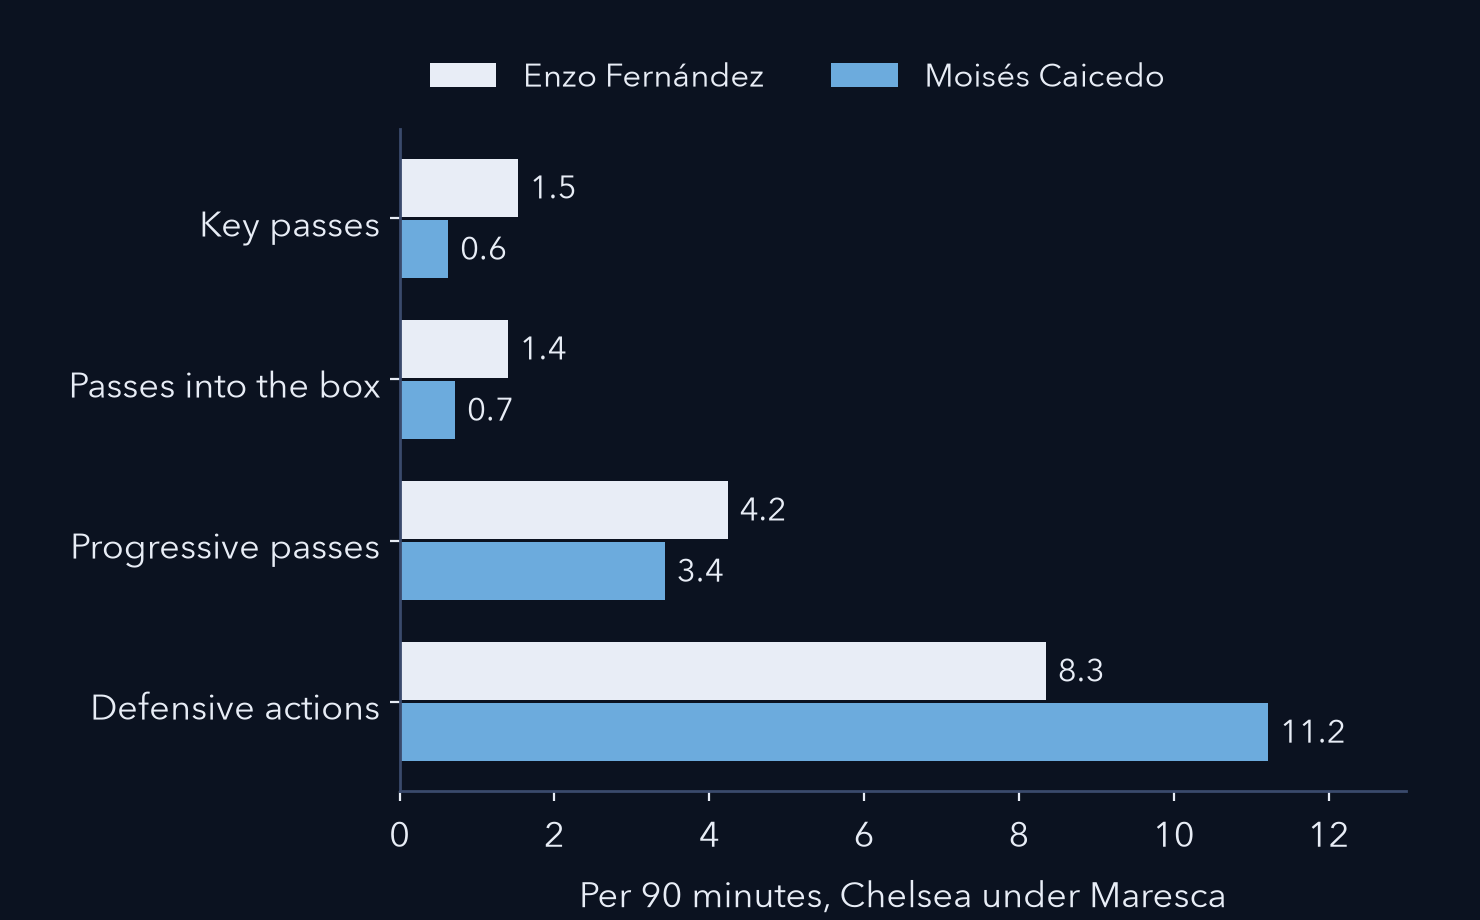 Enzo Fernández Moisés Caicedo
Key passes
1.5
0.6
Passes into the box
1.4
0.7
Progressive passes
4.2
3.4
Defensive actions
8.3
11.2
0 2 4 6 8 10 12
Per 90 minutes, Chelsea under Maresca